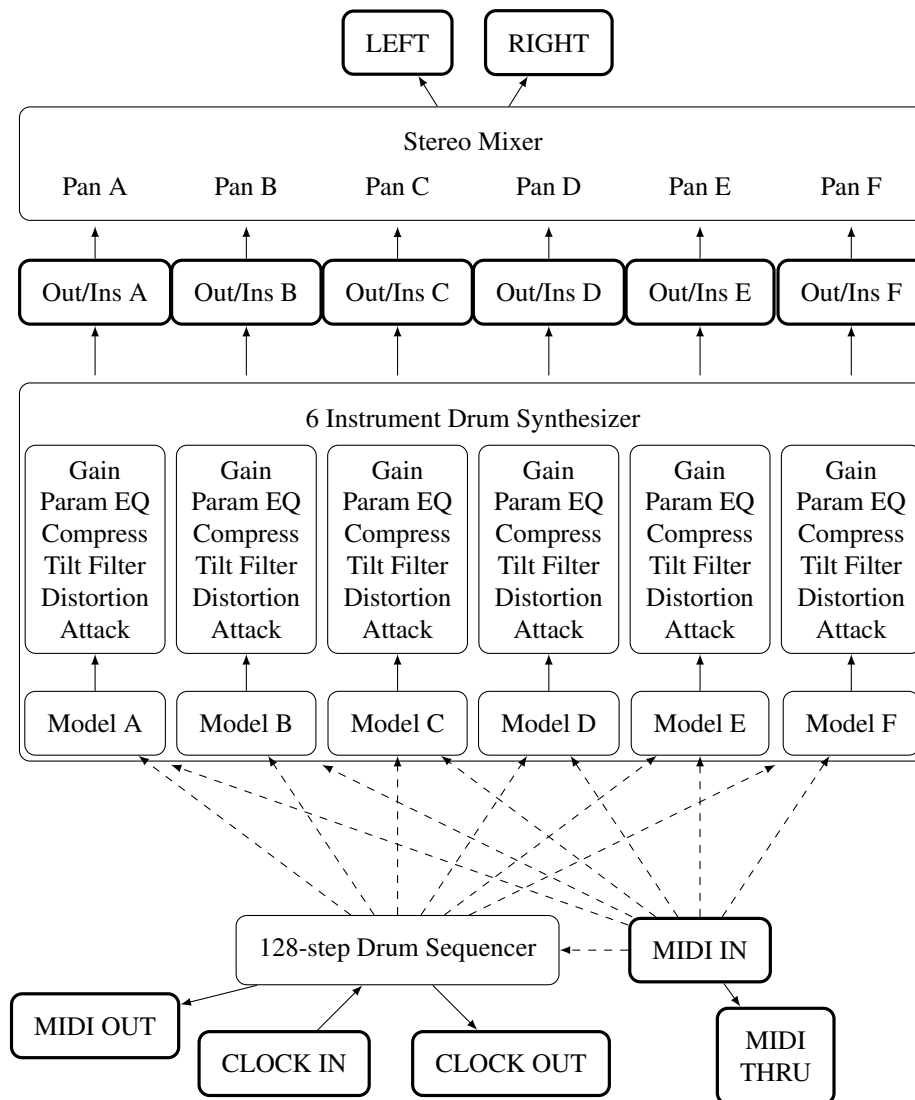 LEFT RIGHT
Stereo Mixer
Pan A Pan B Pan C Pan D Pan E Pan F
Out/Ins A Out/Ins B Out/Ins C Out/Ins D Out/Ins E Out/Ins F
6 Instrument Drum Synthesizer
Gain Gain Gain Gain Gain Gain
Param EQ Param EQ Param EQ Param EQ Param EQ Param EQ
Compress Compress Compress Compress Compress Compress
Tilt Filter Tilt Filter Tilt Filter Tilt Filter Tilt Filter Tilt Filter
Distortion Distortion Distortion Distortion Distortion Distortion
Attack Attack Attack Attack Attack Attack
Model A Model B Model C Model D Model E Model F
128-step Drum Sequencer MIDI IN
MIDI OUT
CLOCK IN CLOCK OUT
MIDI
THRU